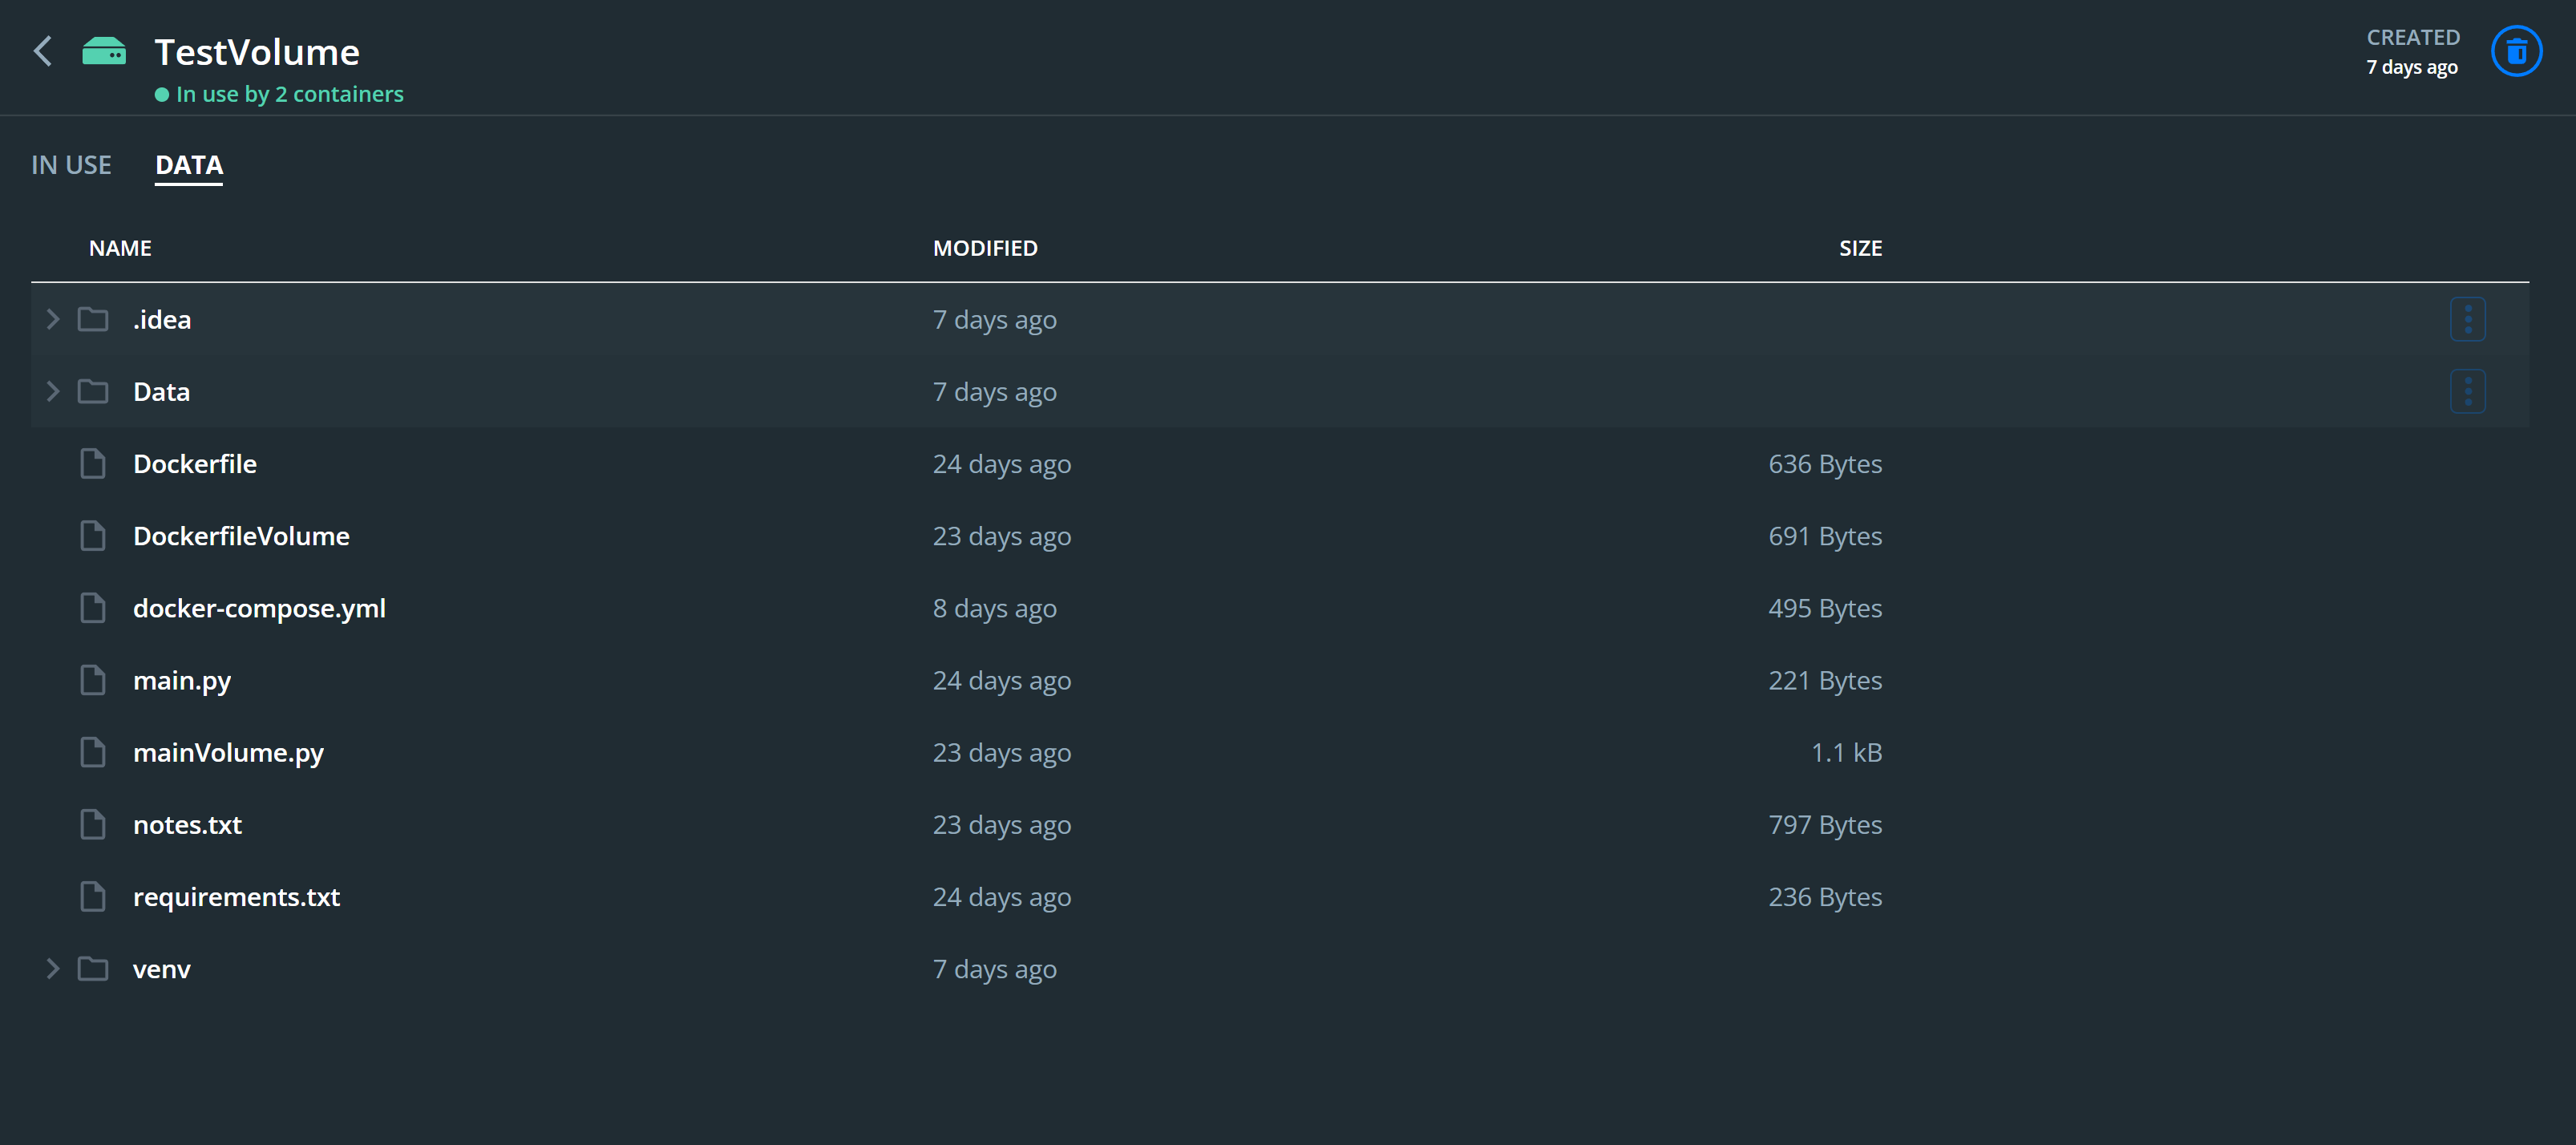 TestVolume
In use by 2 containers
CREATED
7 days ago
IN USE DATA
NAME MODIFIED SIZE
.idea 7 days ago
Data 7 days ago
Dockerfile 24 days ago 636 Bytes
DockerfileVolume 23 days ago 691 Bytes
docker-compose.yml 8 days ago 495 Bytes
main.py 24 days ago 221 Bytes
mainVolume.py 23 days ago 1.1 kB
notes.txt 23 days ago 797 Bytes
requirements.txt 24 days ago 236 Bytes
venv 7 days ago